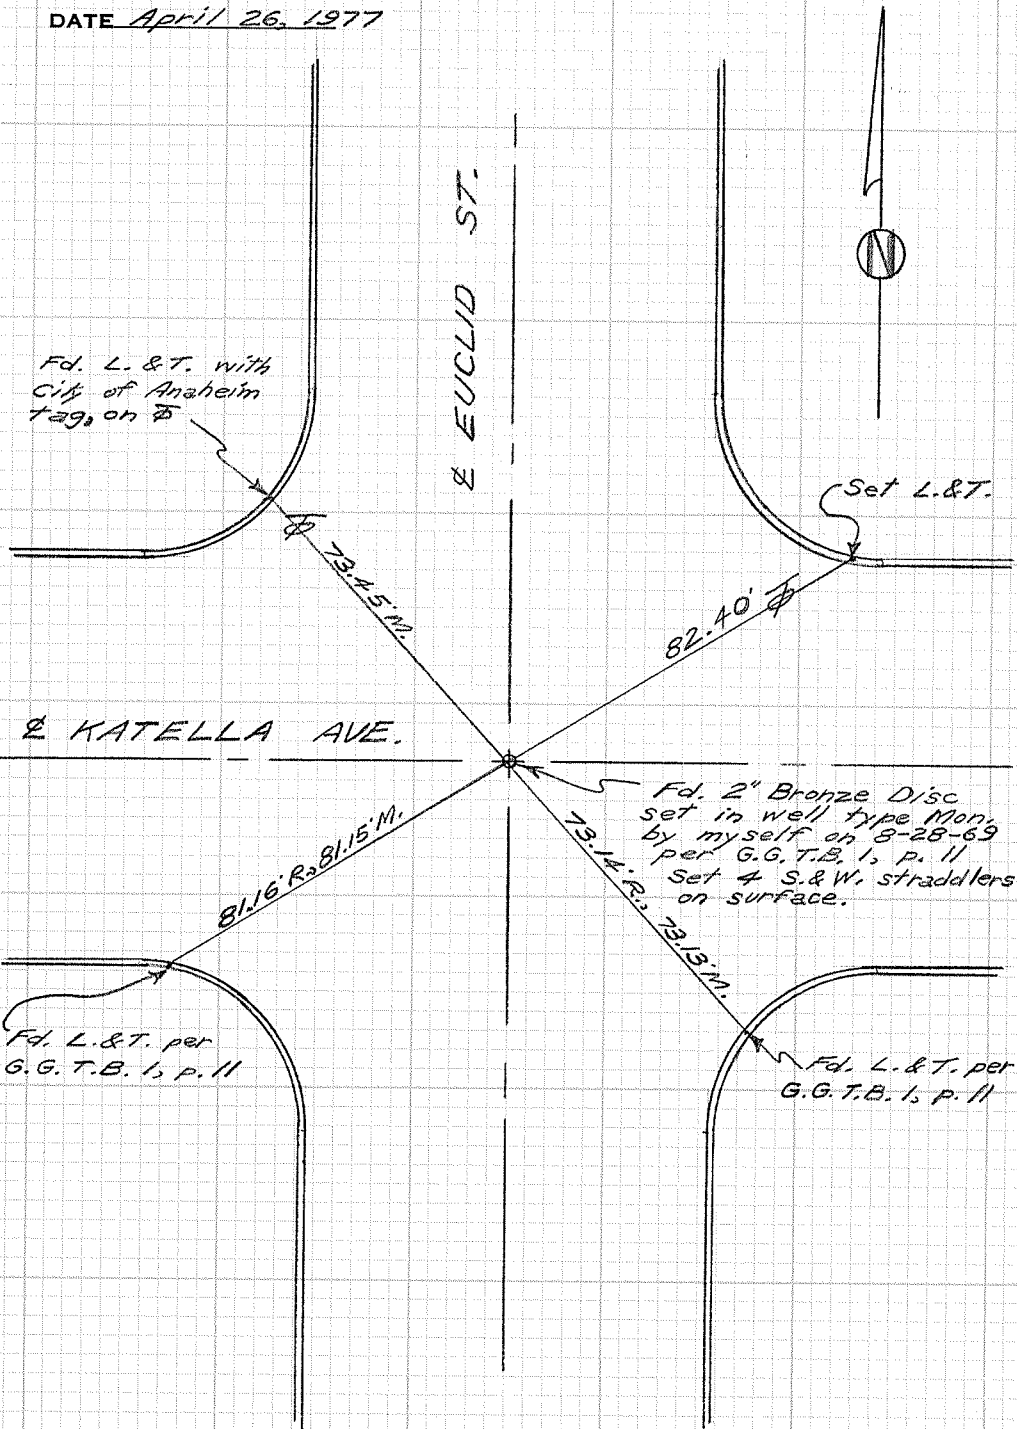 DATE April 26, 1977
N
℄ EUCLID ST.
Fd. L. & T. with
City of Anaheim
tag, on
Set L.&T.
73.45' M.
82.40'
℄ KATELLA AVE.
Fd. 2" Bronze Disc
set in well type Mon.
by myself on 8-28-69
per G.G. T.B. 1, p. 11
Set 4 S.& W. straddlers
on surface.
81.16' R., 81.15' M.
73.14' R., 73.13' M.
Fd. L.&T. per
G.G. T.B. 1, p. 11
Fd. L.& T. per
G.G. T.B. 1, p. 11